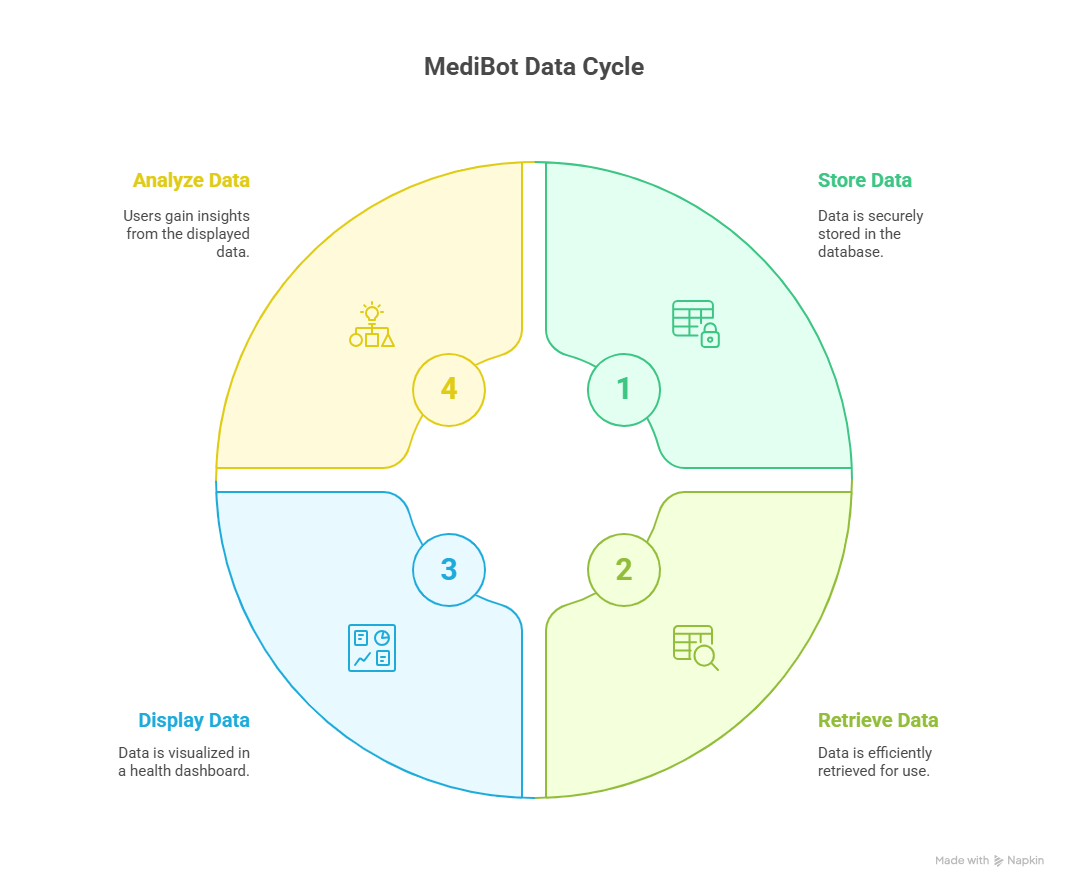 MediBot Data Cycle
Analyze Data
Users gain insights
from the displayed
data.
Store Data
Data is securely
stored in the
database.
4
1
3
2
Display Data
Data is visualized in
a health dashboard.
Retrieve Data
Data is efficiently
retrieved for use.
Made with Napkin